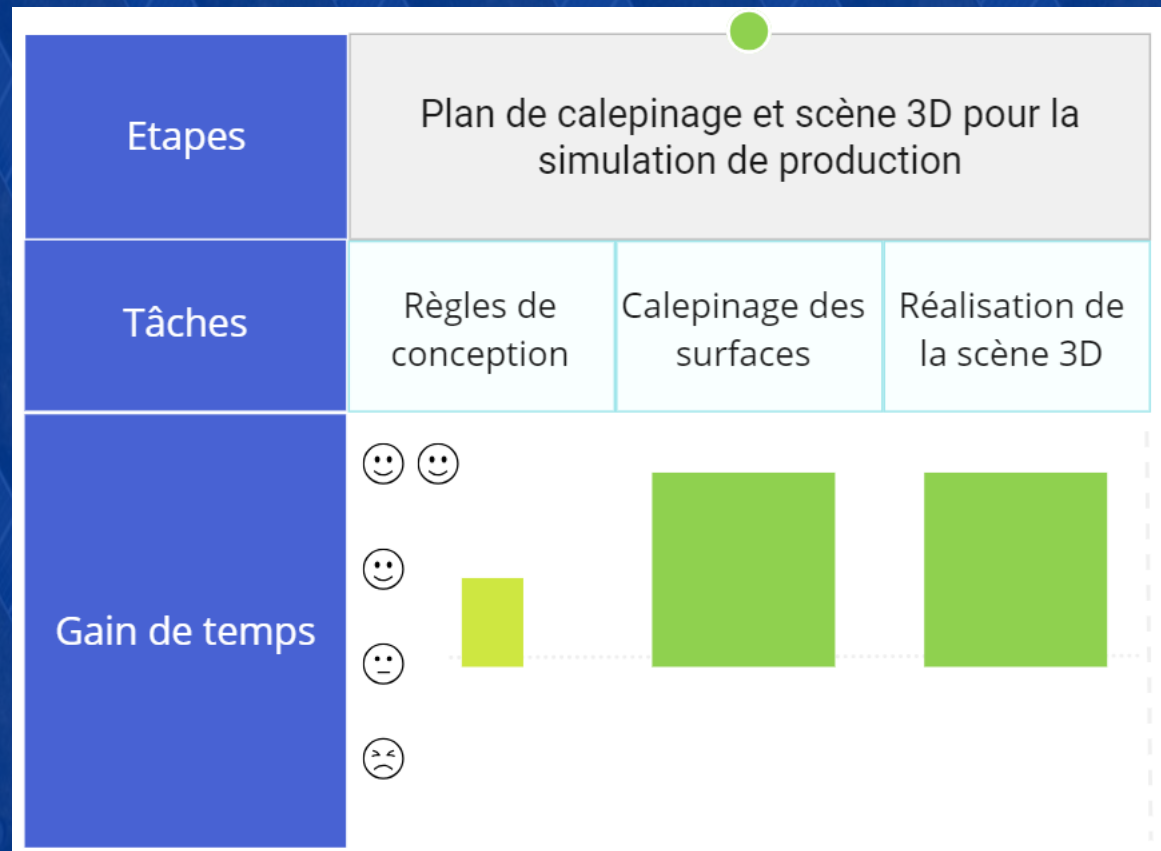 Etapes
Plan de calepinage et scène 3D pour la
simulation de production
Tâches
Règles de
conception
Calepinage des
surfaces
Réalisation de
la scène 3D
Gain de temps